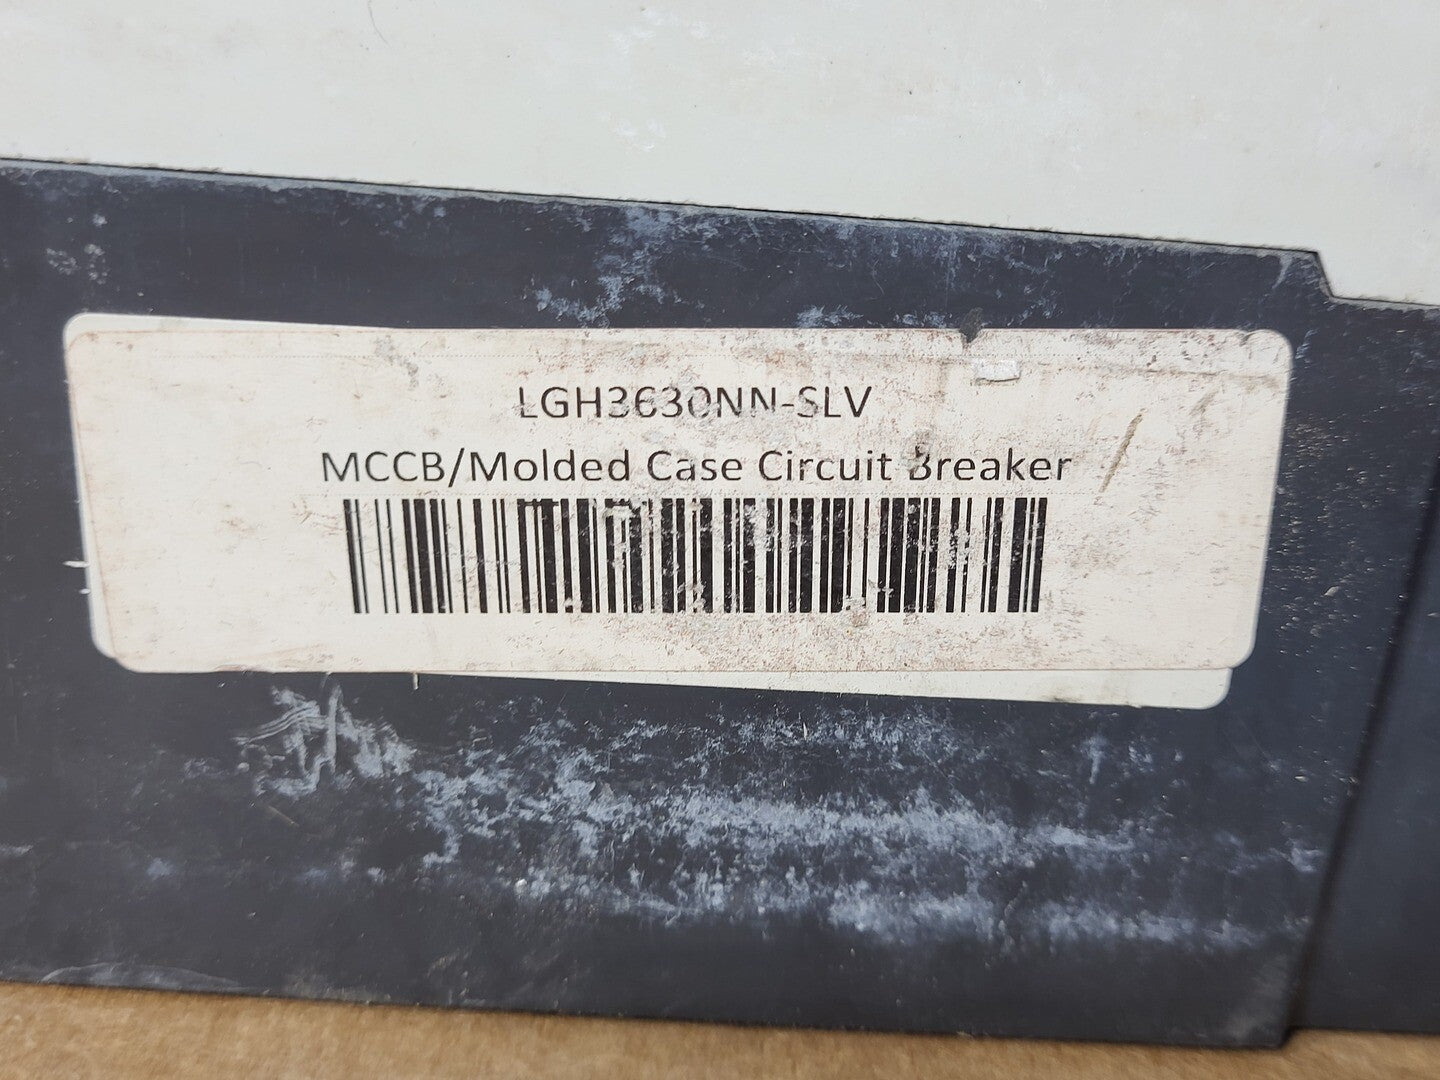 LGH3630NN-SLV
MCCB/Molded Case Circuit Breaker